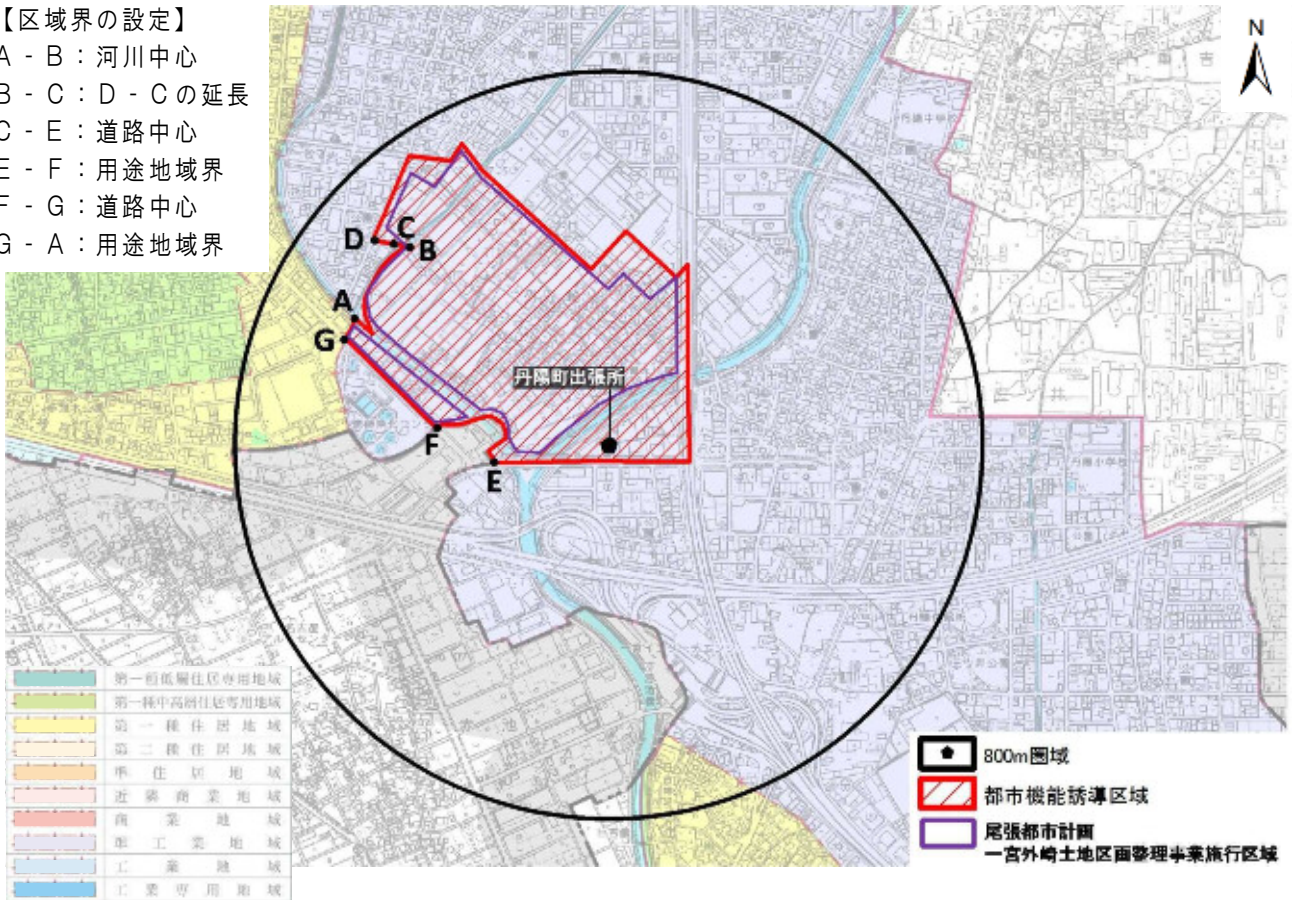 【区域界の設定】
A - B：河川中心
B - C：D - Cの延長
C - E：道路中心
E - F：用途地域界
F - G：道路中心
G - A：用途地域界
N
D
C
B
A
G
丹陽町出張所
F
E
第一種低層住居専用地域
第一種中高層住居専用地域
第一種住居地域
第二種住居地域
準住居地域
近隣商業地域
商業地域
準工業地域
工業地域
工業専用地域
800m圏域
都市機能誘導区域
尾張都市計画
一宮外崎土地区画整理事業施行区域